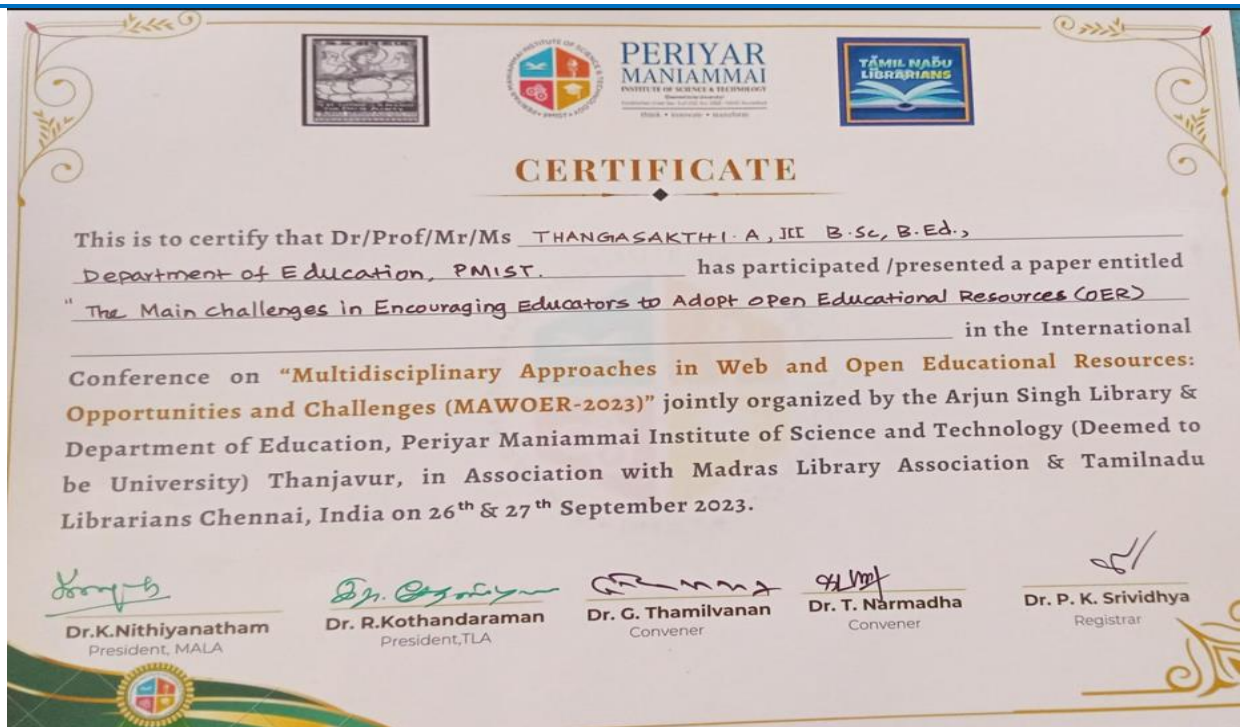 PERIYAR
MANIAMMAI
INSTITUTE OF SCIENCE & TECHNOLOGY
think • innovate • transform
TAMIL NADU
LIBRARIANS
CERTIFICATE
This is to certify that Dr/Prof/Mr/Ms THANGASAKTHI. A, III B.Sc, B.Ed.,
Department of Education, PMIST. has participated /presented a paper entitled
" The Main challenges in Encouraging Educators to Adopt open Educational Resources (OER)
in the International
Conference on “Multidisciplinary Approaches in Web and Open Educational Resources:
Opportunities and Challenges (MAWOER-2023)” jointly organized by the Arjun Singh Library &
Department of Education, Periyar Maniammai Institute of Science and Technology (Deemed to
be University) Thanjavur, in Association with Madras Library Association & Tamilnadu
Librarians Chennai, India on 26th & 27th September 2023.
Dr.K.Nithiyanatham
President, MALA
Dr. R.Kothandaraman
President,TLA
Dr. G. Thamilvanan
Convener
Dr. T. Narmadha
Convener
Dr. P. K. Srividhya
Registrar